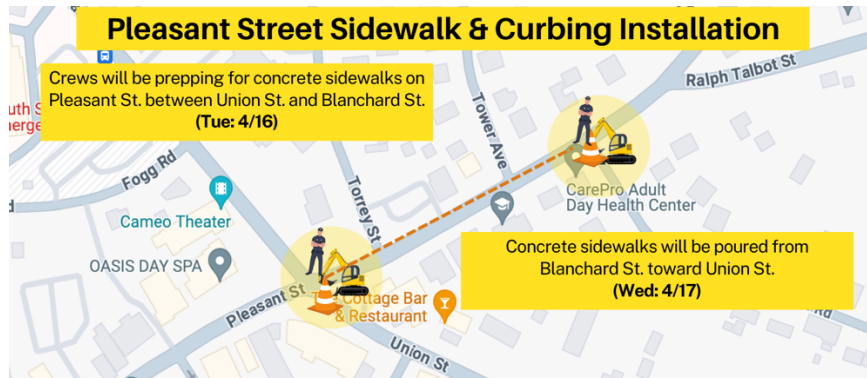 Pleasant Street Sidewalk & Curbing Installation
Crews will be prepping for concrete sidewalks on
Pleasant St. between Union St. and Blanchard St.
(Tue: 4/16)
Ralph Talbot St
uth S
nerge
Fogg Rd
Tower Ave
Torrey St
Cameo Theater
CarePro Adult
Day Health Center
OASIS DAY SPA
Concrete sidewalks will be poured from
Blanchard St. toward Union St.
(Wed: 4/17)
Pleasant St
Cottage Bar
& Restaurant
Rd
Union St